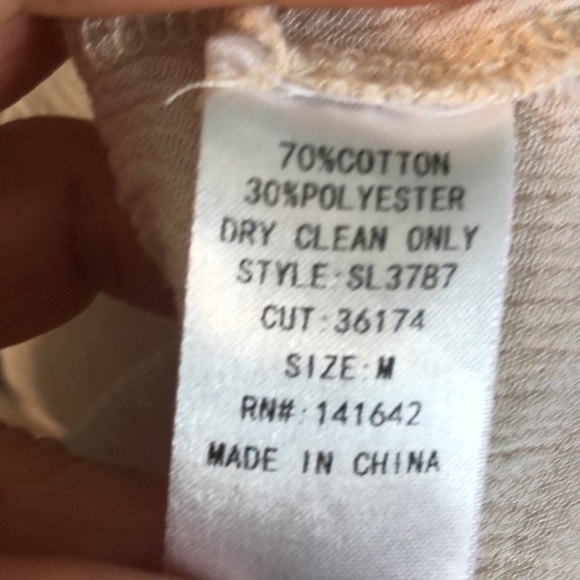 70%COTTON
30%POLYESTER
DRY CLEAN ONLY
STYLE:SL3787
CUT:36174
SIZE:M
RN#:141642
MADE IN CHINA